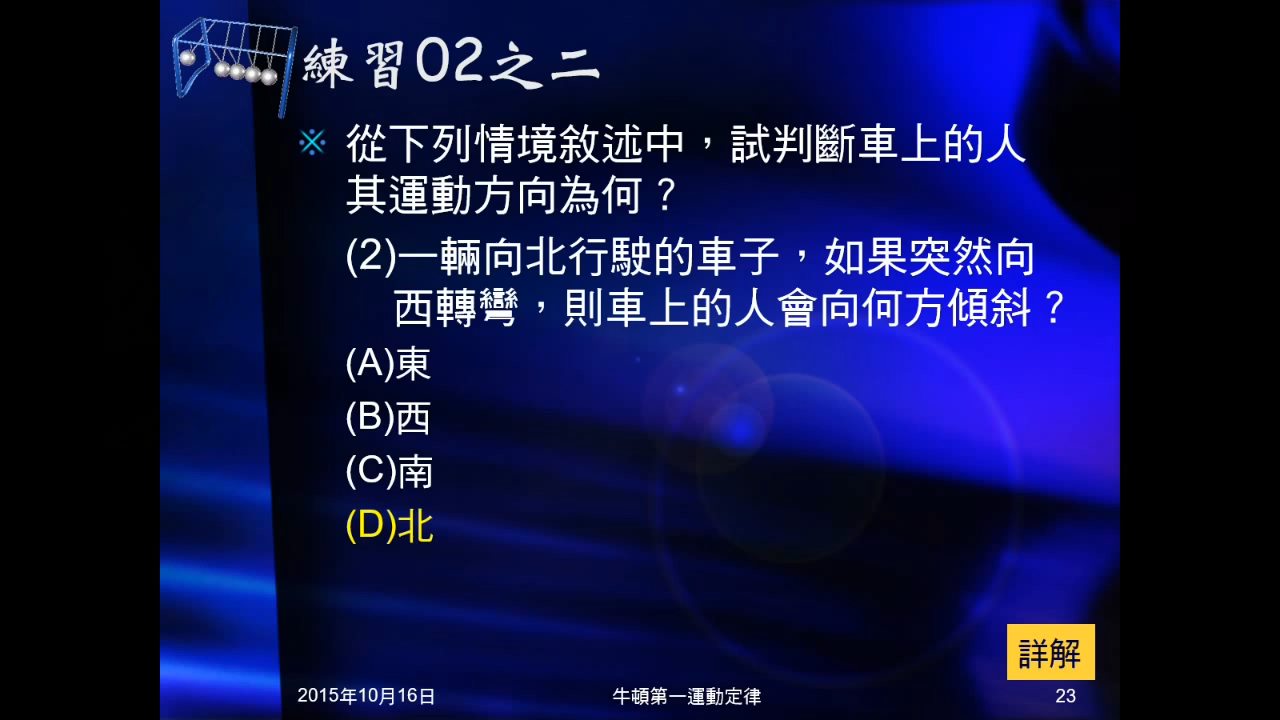 練習02之二
※ 從下列情境敘述中，試判斷車上的人
其運動方向為何？
(2)一輛向北行駛的車子，如果突然向
西轉彎，則車上的人會向何方傾斜？
(A)東
(B)西
(C)南
(D)北
詳解
2015年10月16日
牛頓第一運動定律
23